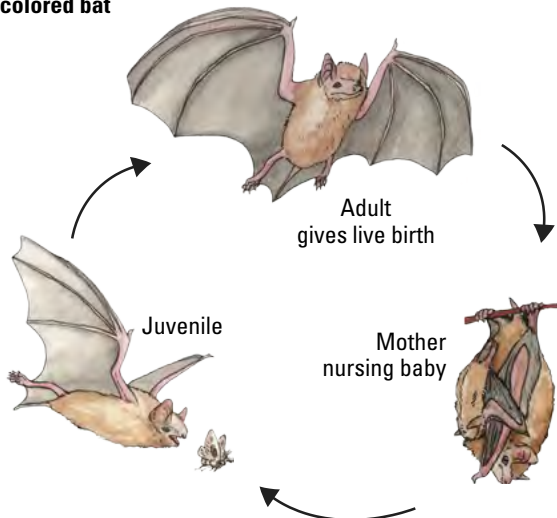 colored bat
Adult
gives live birth
Juvenile
Mother
nursing baby